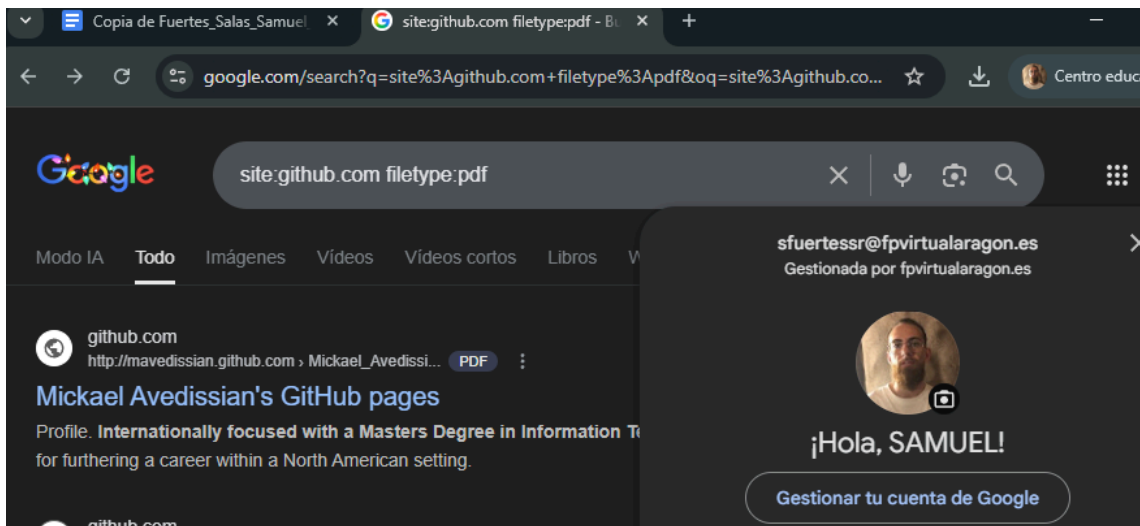 Copia de Fuertes_Salas_Samuel_
site:github.com filetype:pdf - Bu
google.com/search?q=site%3Agithub.com+filetype%3Apdf&oq=site%3Agithub.co...
Centro educ
Google
site:github.com filetype:pdf
Modo IA Todo Imágenes Vídeos Vídeos cortos Libros
github.com
http://mavedissian.github.com › Mickael_Avedissi... PDF
Mickael Avedissian's GitHub pages
Profile. Internationally focused with a Masters Degree in Information Te
for furthering a career within a North American setting.
github.com
sfuertessr@fpvirtualaragon.es
Gestionada por fpvirtualaragon.es
¡Hola, SAMUEL!
Gestionar tu cuenta de Google